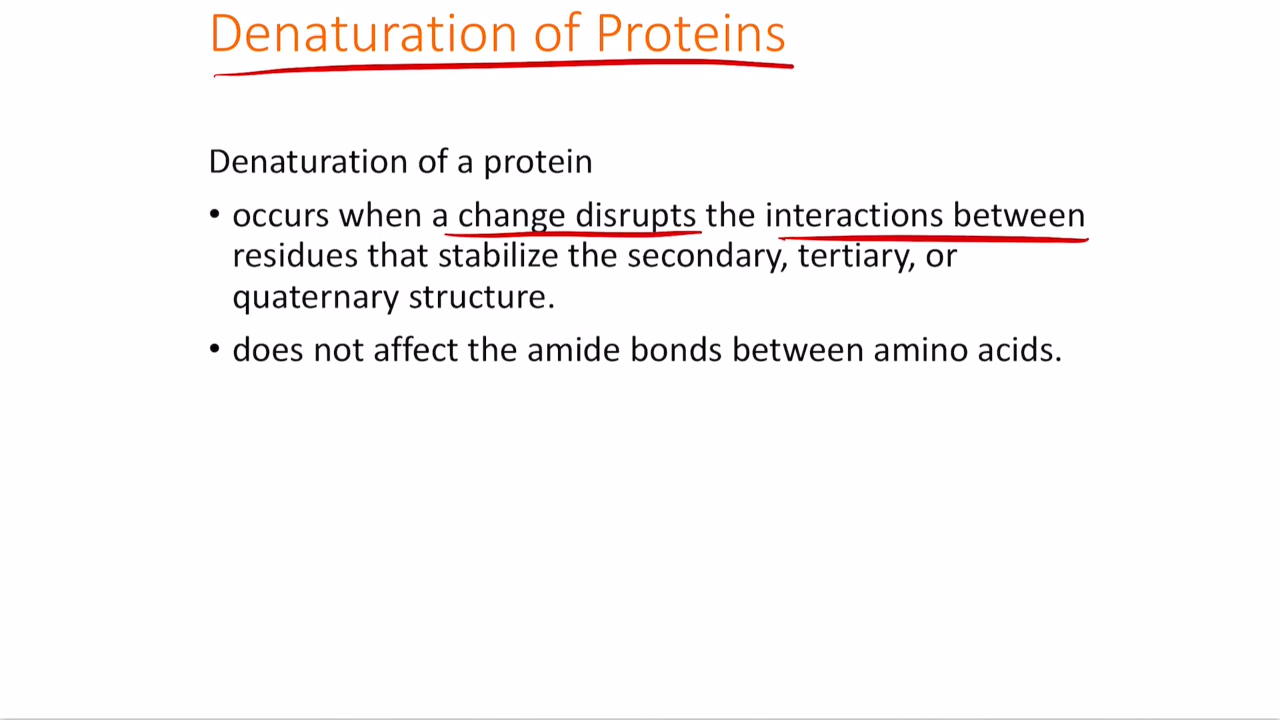 Denaturation of Proteins
Denaturation of a protein
• occurs when a change disrupts the interactions between
residues that stabilize the secondary, tertiary, or
quaternary structure.
• does not affect the amide bonds between amino acids.